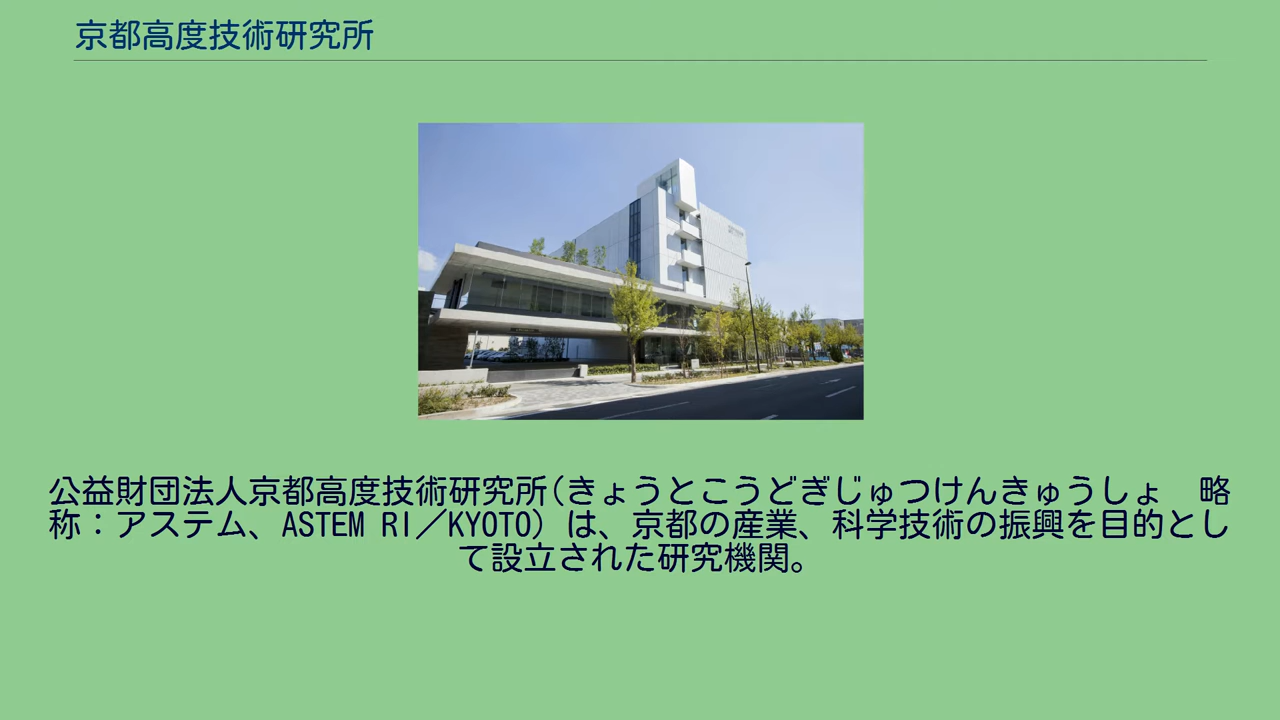 京都高度技術研究所
公益財団法人京都高度技術研究所(きょうとこうどぎじゅつけんきゅうしょ　略
称：アステム、ASTEM RI／KYOTO) は、京都の産業、科学技術の振興を目的とし
て設立された研究機関。